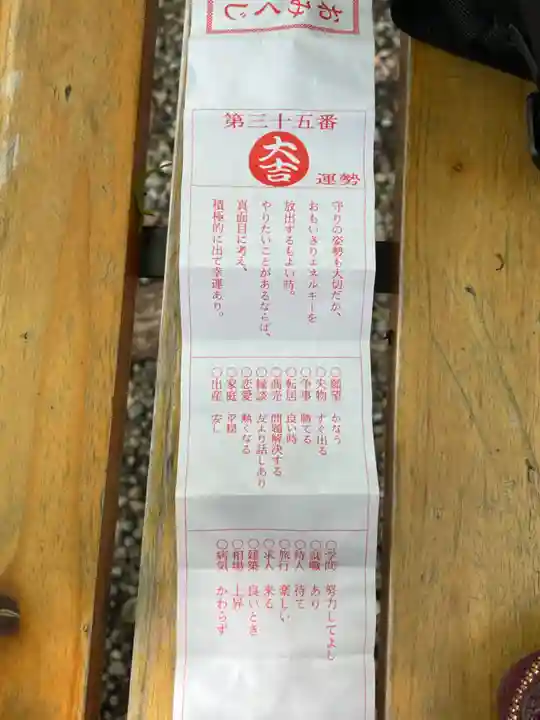 おみくじ
第三十五番
大吉
運勢
守りの姿勢も大切だが、
おもいきりエネルギーを
放出するもよい時。
やりたいことがあるならば、
真面目に考え、
積極的に出て幸運あり。
○願望 かなう
○失物 すぐ出る
○争事 勝てる
○転居 良い時
○商売 問題解決する
○縁談 友より話しあり
○恋愛 熱くなる
○家庭 平穏
○出産 安し
○学問 努力してよし
○就職 あり
○待人 待て
○旅行 楽しい
○求人 来る
○建築 良いとき
○相場 上昇
○病気 かわらず